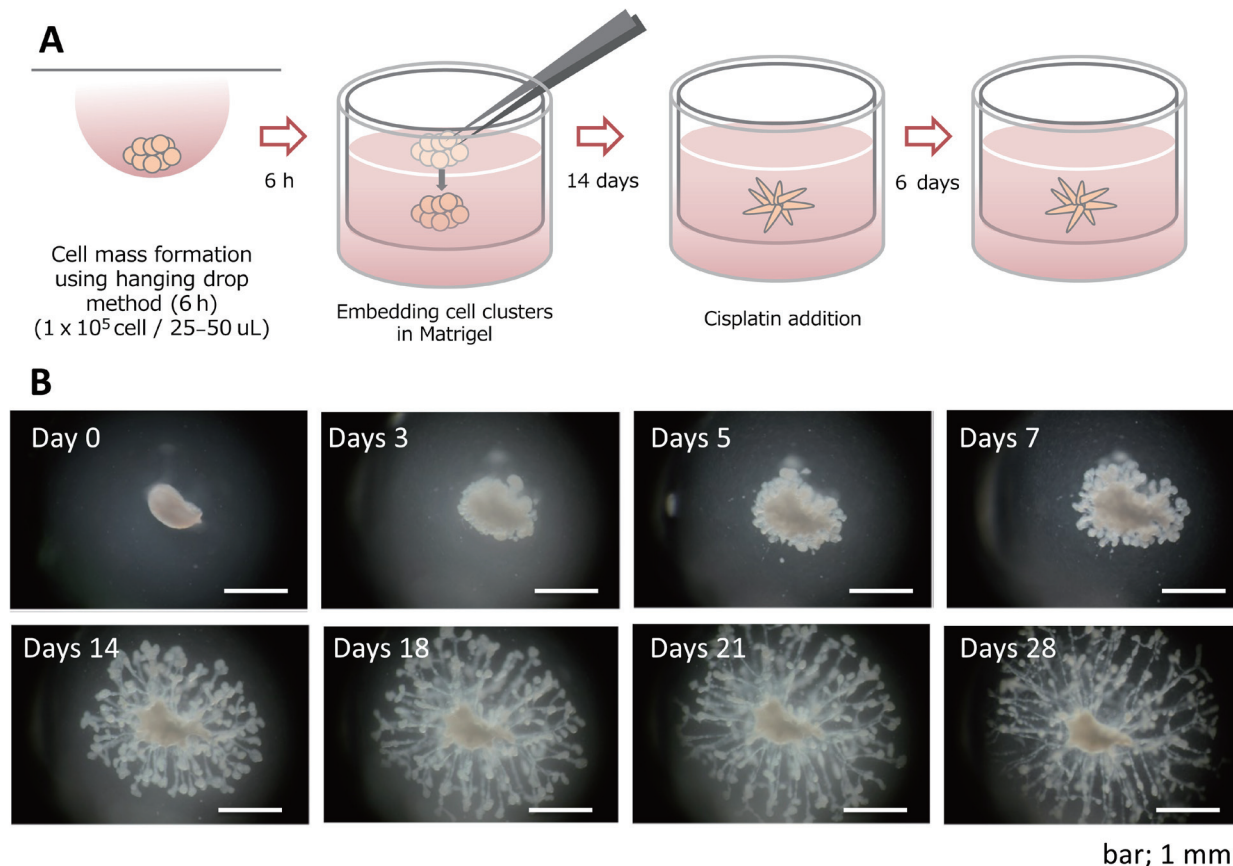 A
6 h
14 days
6 days
Cell mass formation
using hanging drop
method (6 h)
(1 x 10⁵ cell / 25–50 uL)
Embedding cell clusters
in Matrigel
Cisplatin addition
B
Day 0
Days 3
Days 5
Days 7
Days 14
Days 18
Days 21
Days 28
bar; 1 mm